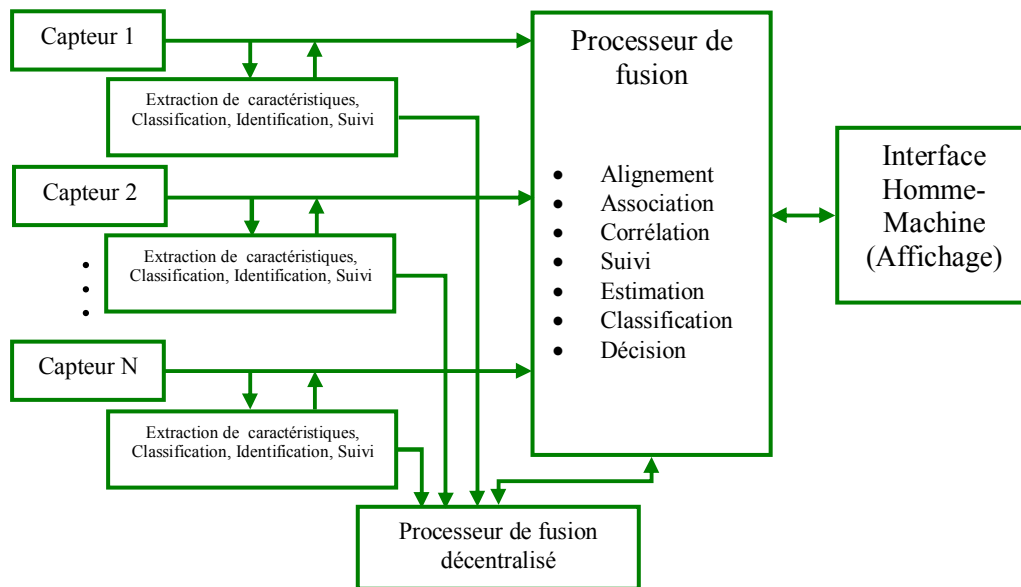 Capteur 1
Extraction de caractéristiques,
Classification, Identification, Suivi
Capteur 2
Extraction de caractéristiques,
Classification, Identification, Suivi
Capteur N
Extraction de caractéristiques,
Classification, Identification, Suivi
Processeur de
fusion
• Alignement
• Association
• Corrélation
• Suivi
• Estimation
• Classification
• Décision
Interface
Homme-
Machine
(Affichage)
Processeur de fusion
décentralisé